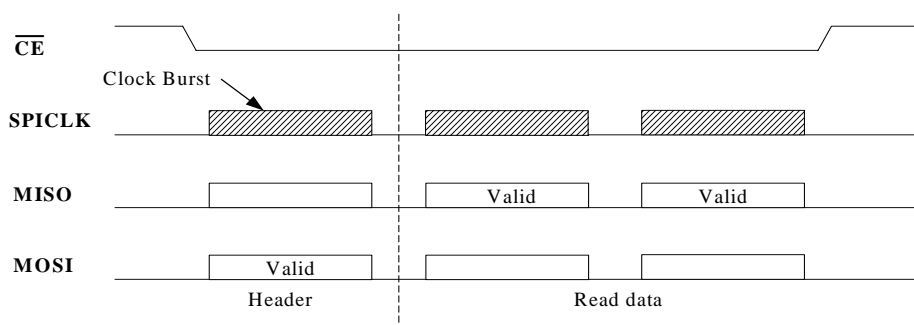 CE
Clock Burst
SPICLK
MISO
Valid
Valid
MOSI
Valid
Header
Read data